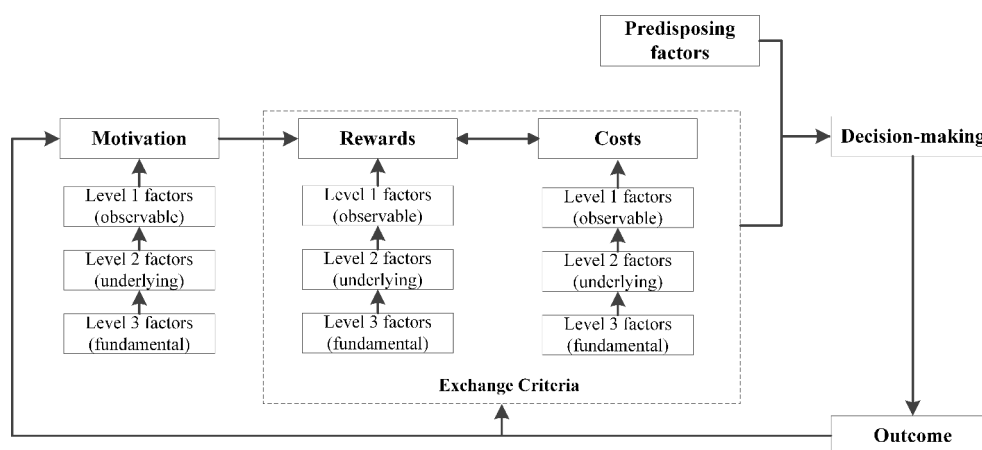 Predisposing
factors
Motivation
Rewards
Costs
Decision-making
Level 1 factors
(observable)
Level 2 factors
(underlying)
Level 3 factors
(fundamental)
Level 1 factors
(observable)
Level 2 factors
(underlying)
Level 3 factors
(fundamental)
Level 1 factors
(observable)
Level 2 factors
(underlying)
Level 3 factors
(fundamental)
Exchange Criteria
Outcome